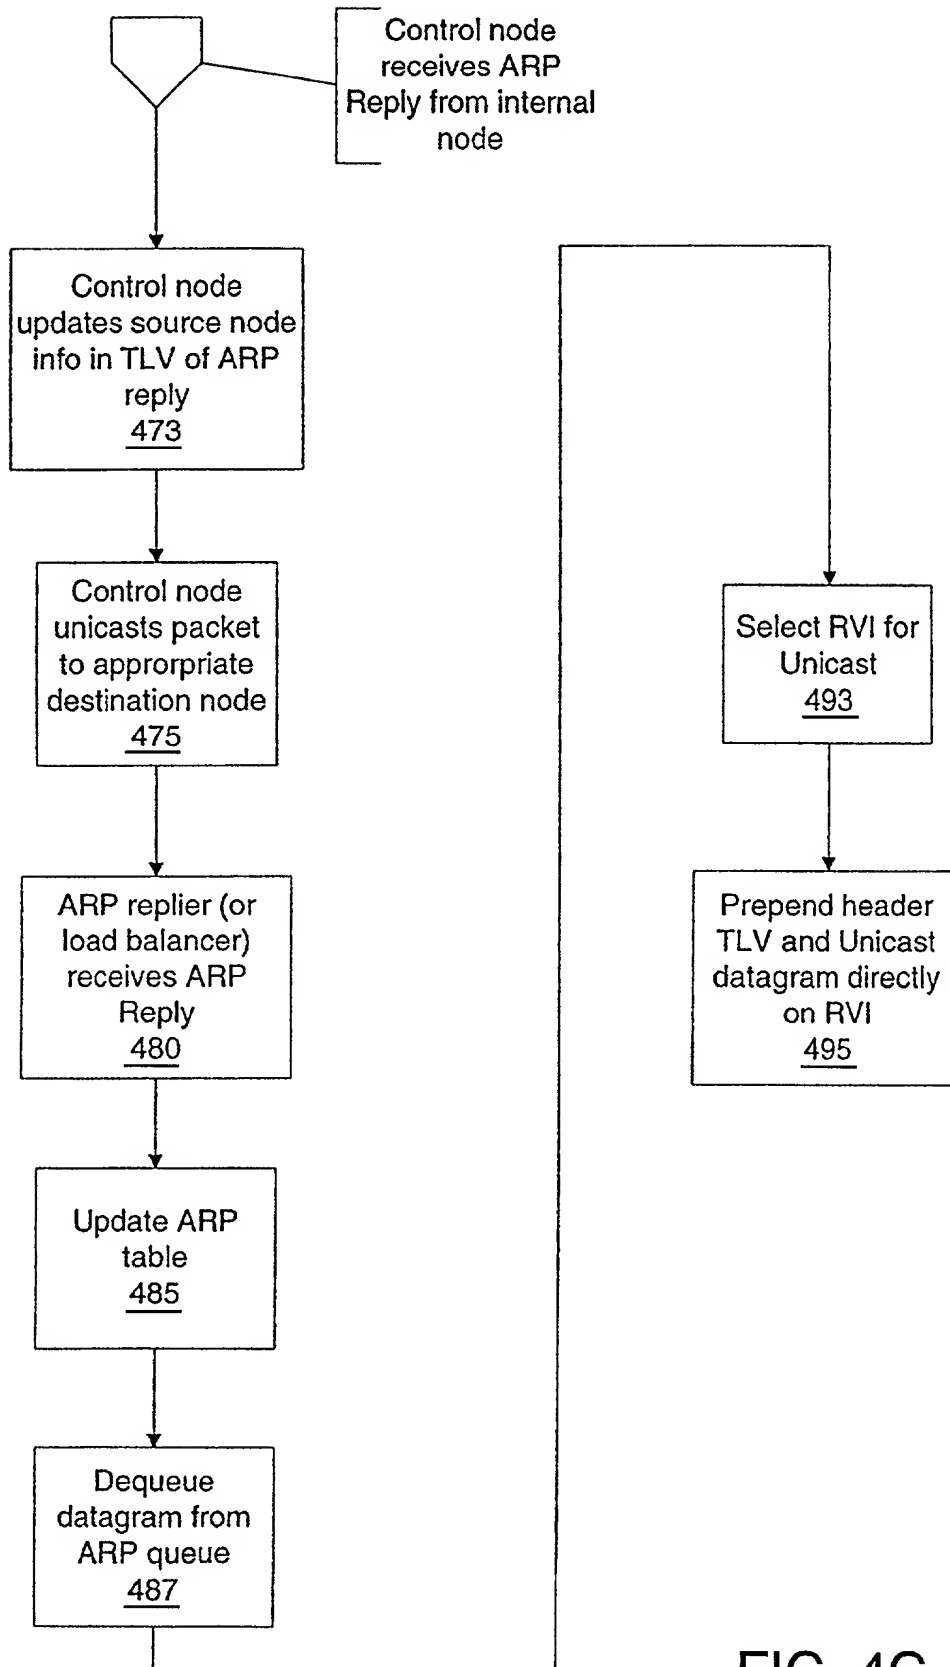 Control node
receives ARP
Reply from internal
node
Control node
updates source node
info in TLV of ARP
reply
473
Control node
unicasts packet
to approrpriate
destination node
475
ARP replier (or
load balancer)
receives ARP
Reply
480
Update ARP
table
485
Dequeue
datagram from
ARP queue
487
Select RVI for
Unicast
493
Prepend header
TLV and Unicast
datagram directly
on RVI
495